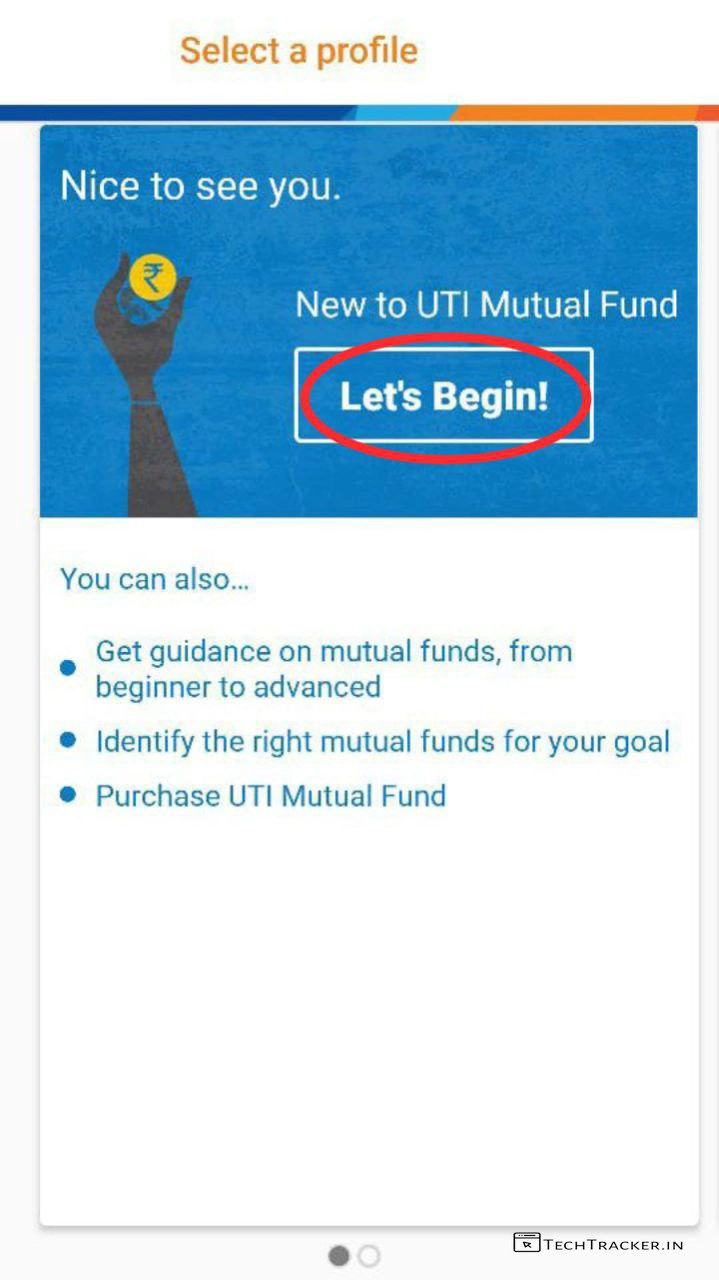 Select a profile
Nice to see you.
₹
New to UTI Mutual Fund
Let's Begin!
You can also...
Get guidance on mutual funds, from
beginner to advanced
Identify the right mutual funds for your goal
Purchase UTI Mutual Fund
TECHTRACKER.IN